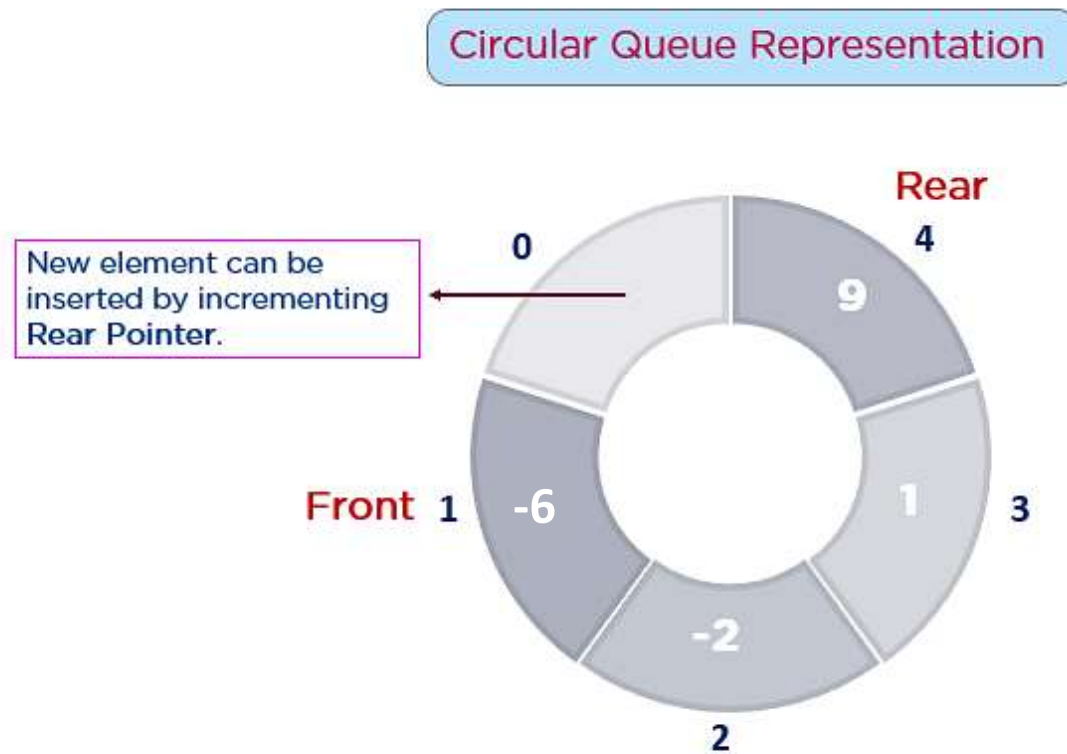 Circular Queue Representation
Rear
4
0
New element can be
inserted by incrementing
Rear Pointer.
9
Front 1
-6
1
3
-2
2